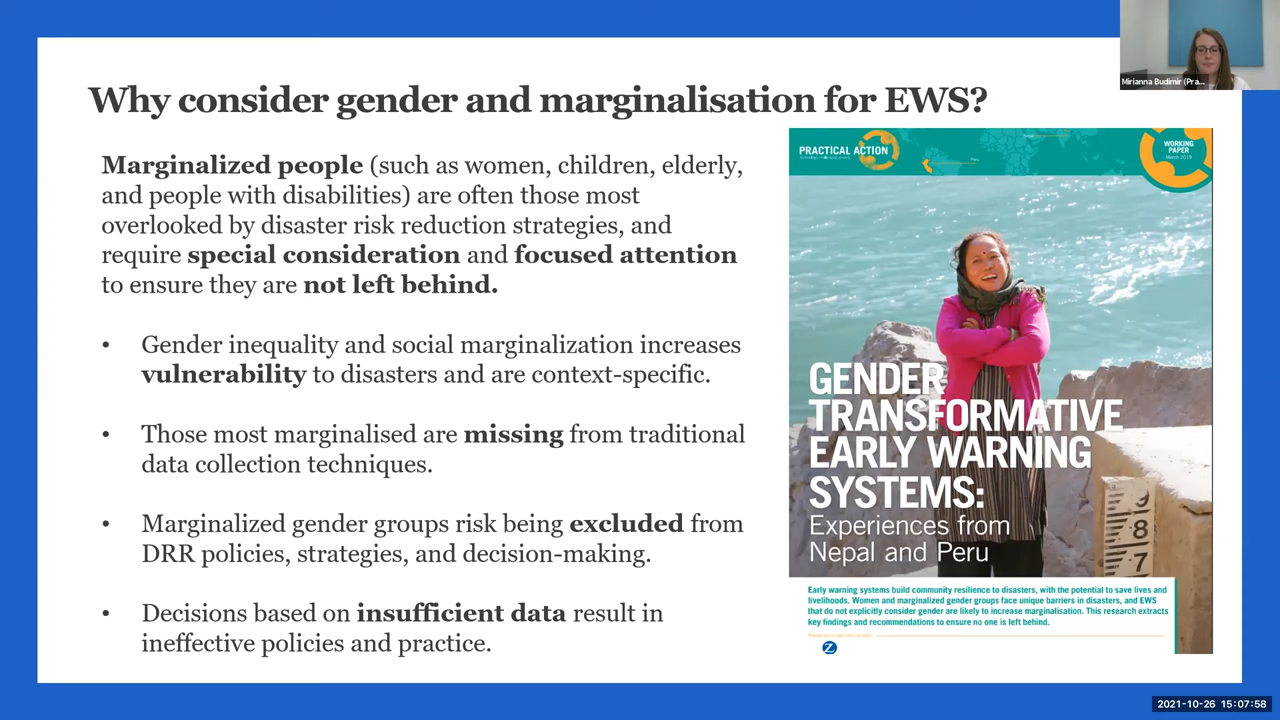 Mirianna Budimir (Pra...
Why consider gender and marginalisation for EWS?
Marginalized people (such as women, children, elderly,
and people with disabilities) are often those most
overlooked by disaster risk reduction strategies, and
require special consideration and focused attention
to ensure they are not left behind.
• Gender inequality and social marginalization increases
vulnerability to disasters and are context-specific.
• Those most marginalised are missing from traditional
data collection techniques.
• Marginalized gender groups risk being excluded from
DRR policies, strategies, and decision-making.
• Decisions based on insufficient data result in
ineffective policies and practice.
PRACTICAL ACTION
WORKING
PAPER
March 2019
GENDER
TRANSFORMATIVE
EARLY WARNING
SYSTEMS:
Experiences from
Nepal and Peru
9
8
7
Early warning systems build community resilience to disasters, with the potential to save lives and
livelihoods. Women and marginalized gender groups face unique barriers in disasters, and EWS
that do not explicitly consider gender are likely to increase marginalisation. This research extracts
key findings and recommendations to ensure no one is left behind.
2021-10-26 15:07:58